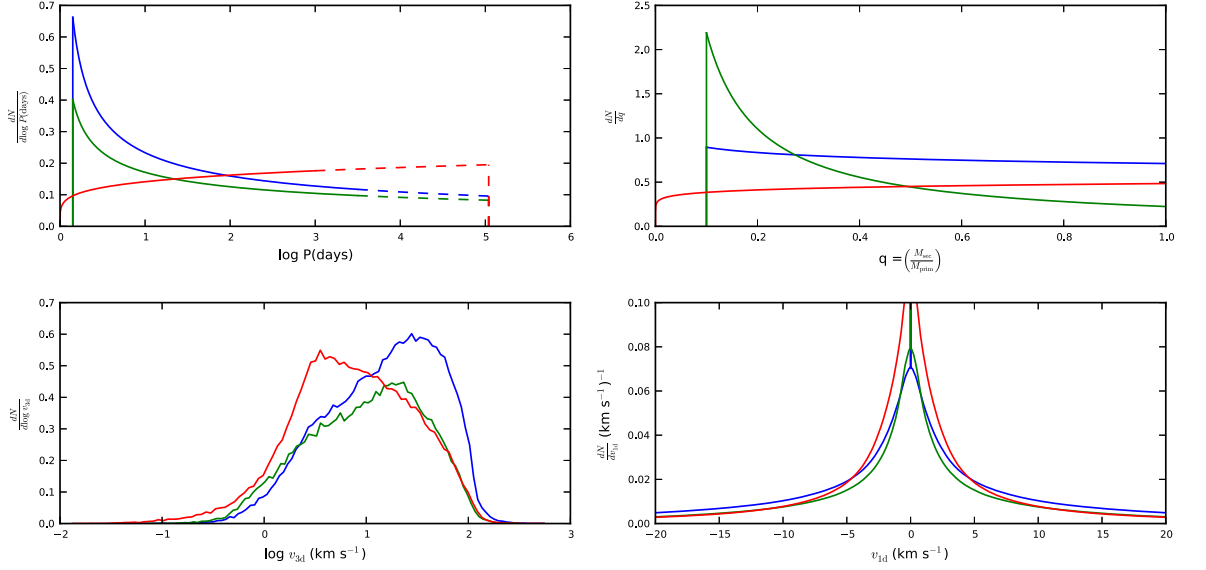 0.7
0.6
0.5
0.4
0.3
0.2
0.1
0.0
dN
dlog P(days)
0 1 2 3 4 5 6
log P(days)
2.5
2.0
1.5
1.0
0.5
0.0
dN
dq
0.0 0.2 0.4 0.6 0.8 1.0
q = (M_sec / M_prim)
0.7
0.6
0.5
0.4
0.3
0.2
0.1
0.0
dN
dlog v_3d
−2 −1 0 1 2 3
log v_3d (km s⁻¹)
0.10
0.08
0.06
0.04
0.02
0.00
dN
dv_1d (km s⁻¹)⁻¹
−20 −15 −10 −5 0 5 10 15 20
v_1d (km s⁻¹)